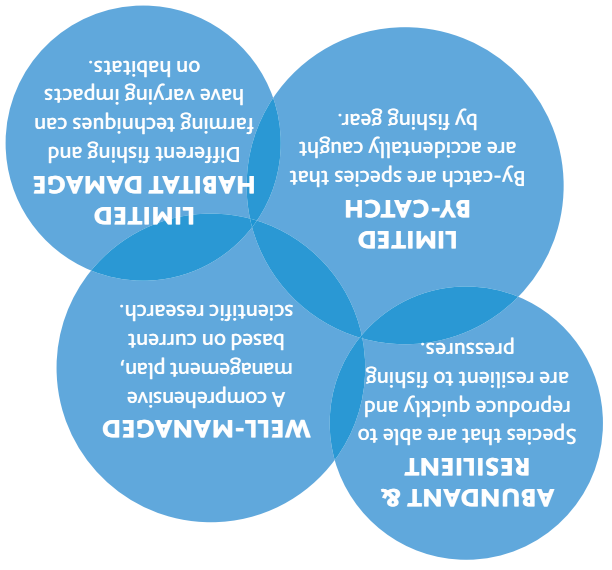 ABUNDANT &
RESILIENT
Species that are able to
reproduce quickly and
are resilient to fishing
pressures.
WELL-MANAGED
A comprehensive
management plan,
based on current
scientific research.
LIMITED
BY-CATCH
By-catch are species that
are accidentally caught
by fishing gear.
LIMITED
HABITAT DAMAGE
Different fishing and
farming techniques can
have varying impacts
on habitats.